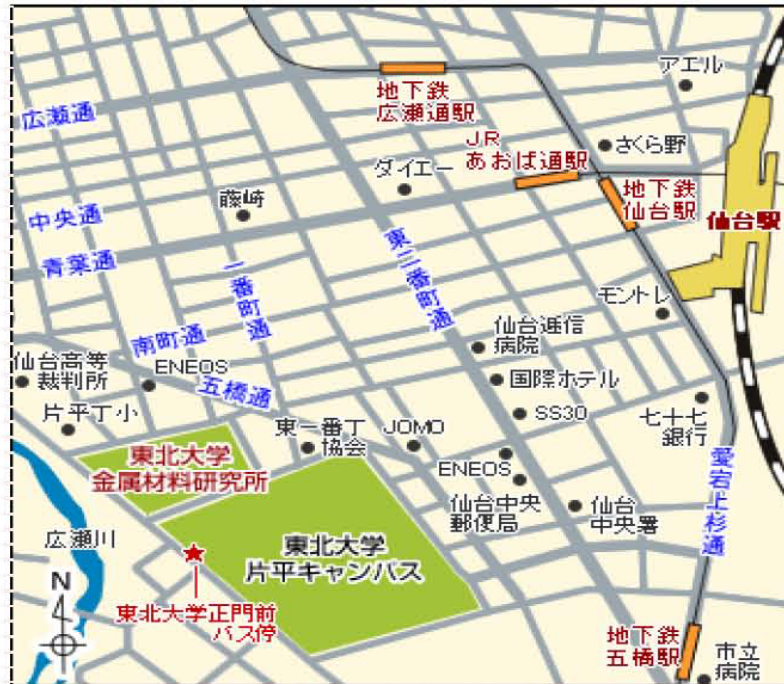 アエル
地下鉄
広瀬通駅
広瀬通
JR
あおば通駅
さくら野
ダイエー
地下鉄
仙台駅
藤崎
仙台駅
中央通
青葉通
一番町通
東二番町通
モントレ
南町通
仙台逓信
病院
仙台高等
裁判所
ENEOS
五橋通
国際ホテル
SS30
七十七
銀行
片平丁小
東一番丁
協会
JOMO
東北大学
金属材料研究所
ENEOS
仙台中央
郵便局
仙台
中央署
愛宕上杉通
広瀬川
東北大学
片平キャンパス
N
東北大学正門前
バス停
地下鉄
五橋駅
市立
病院